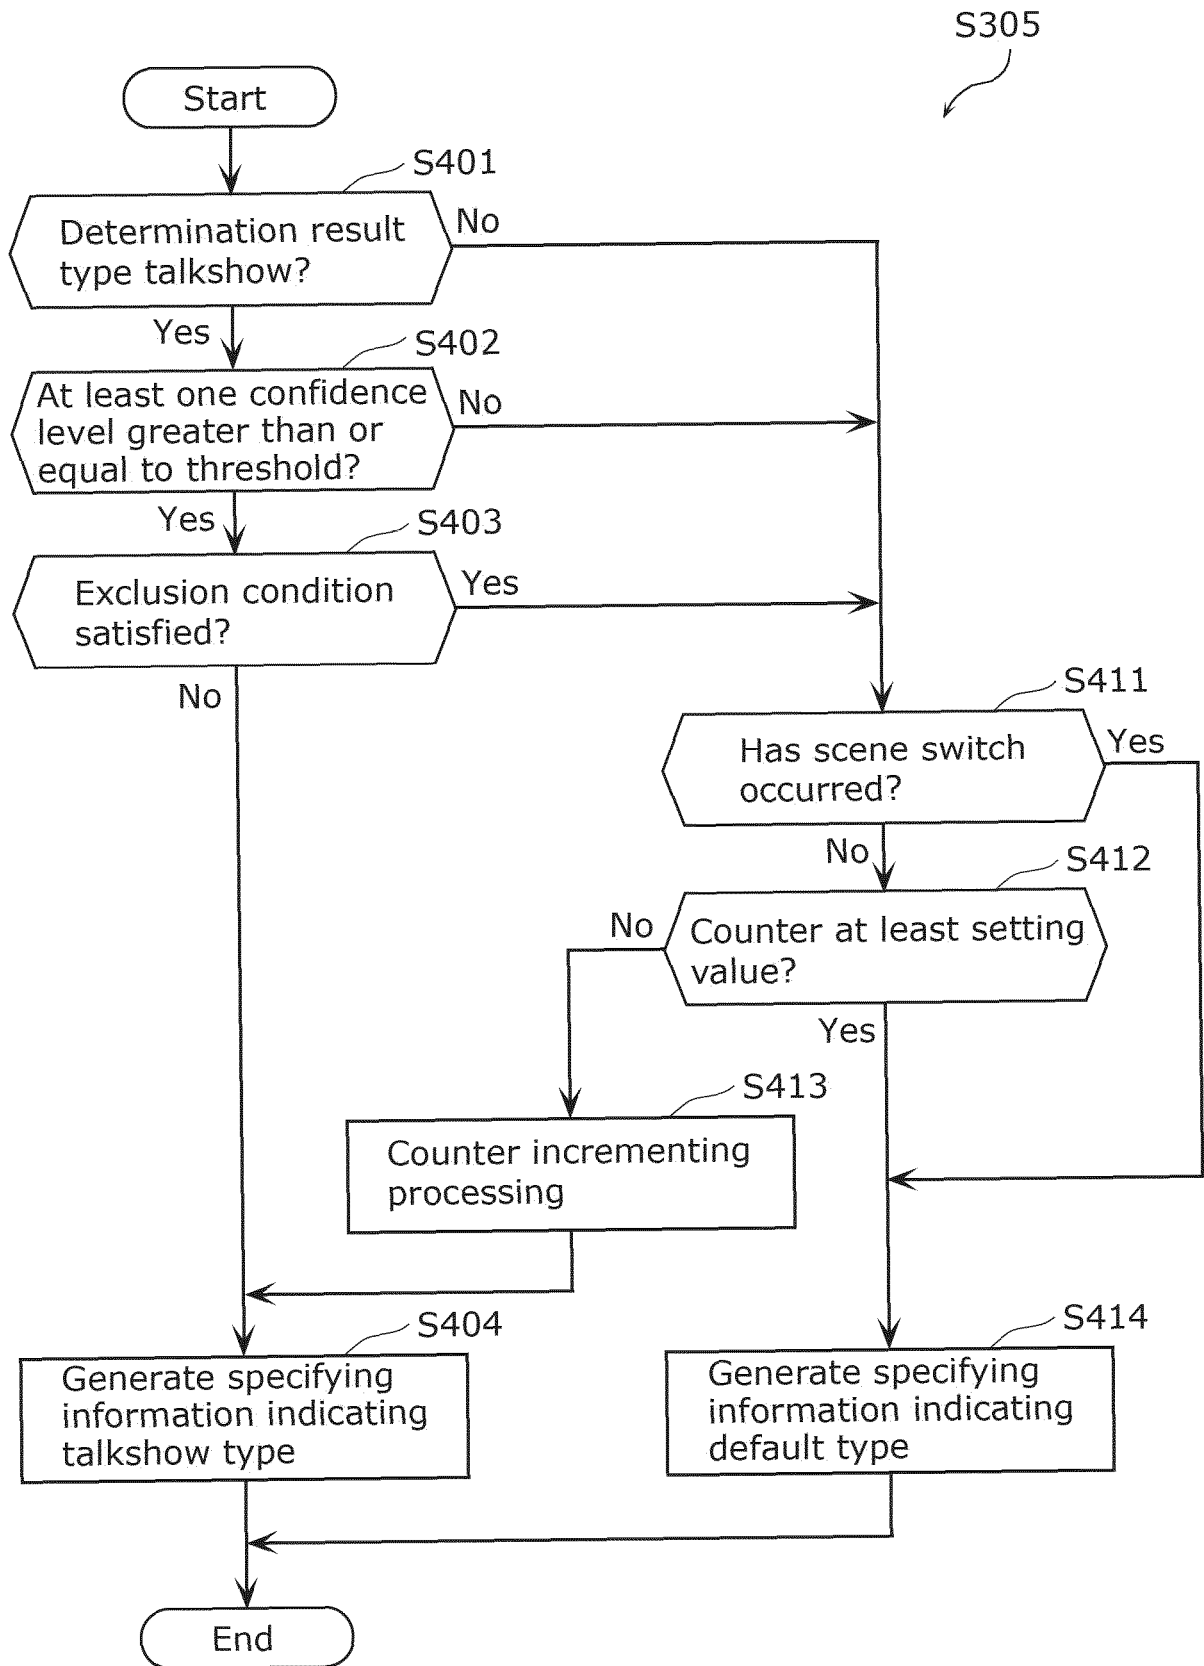 S305
Start
S401
Determination result
type talkshow?
No
Yes
S402
At least one confidence
level greater than or
equal to threshold?
No
Yes
S403
Exclusion condition
satisfied?
Yes
No
S411
Has scene switch
occurred?
Yes
No
S412
Counter at least setting
value?
No
Yes
S413
Counter incrementing
processing
S404
Generate specifying
information indicating
talkshow type
S414
Generate specifying
information indicating
default type
End